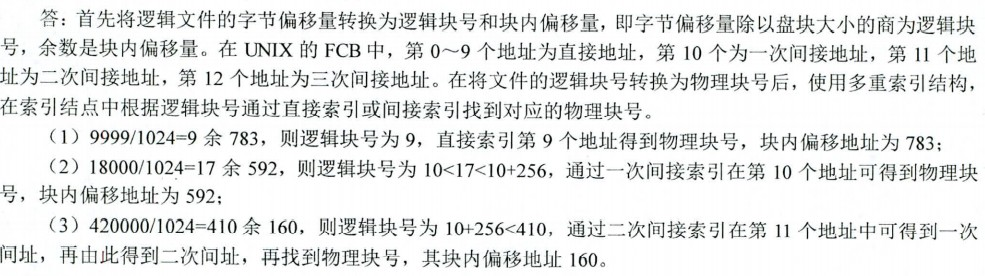 答：首先将逻辑文件的字节偏移量转换为逻辑块号和块内偏移量，即字节偏移量除以盘块大小的商为逻辑块
号，余数是块内偏移量。在 UNIX 的 FCB 中，第 0～9 个地址为直接地址，第 10 个为一次间接地址，第 11 个地
址为二次间接地址，第 12 个地址为三次间接地址。在将文件的逻辑块号转换为物理块号后，使用多重索引结构，
在索引结点中根据逻辑块号通过直接索引或间接索引找到对应的物理块号。
（1）9999/1024=9 余 783，则逻辑块号为 9，直接索引第 9 个地址得到物理块号，块内偏移地址为 783；
（2）18000/1024=17 余 592，则逻辑块号为 10<17<10+256，通过一次间接索引在第 10 个地址可得到物理块
号，块内偏移地址为 592；
（3）420000/1024=410 余 160，则逻辑块号为 10+256<410，通过二次间接索引在第 11 个地址中可得到一次
间址，再由此得到二次问址，再找到物理块号，其块内偏移地址 160。